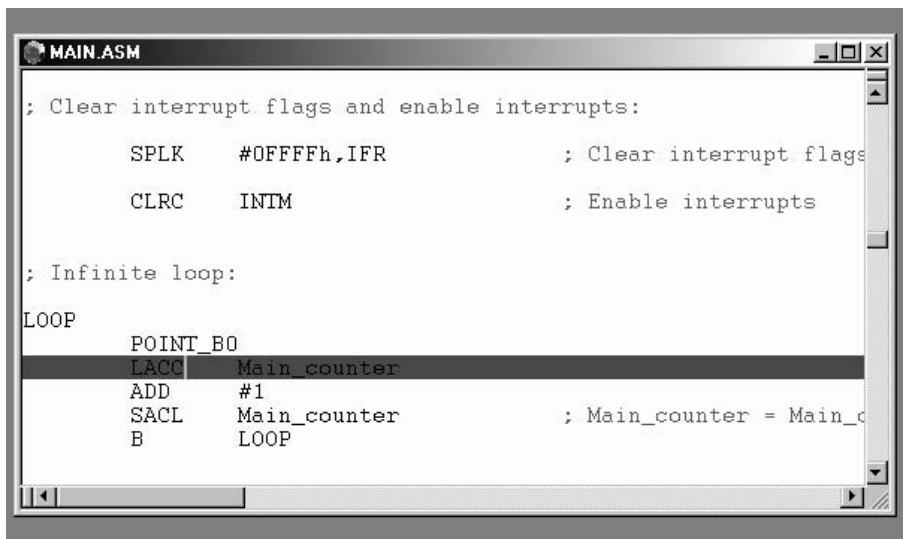 MAIN.ASM
; Clear interrupt flags and enable interrupts:
SPLK #0FFFFh,IFR ; Clear interrupt flags
CLRC INTM ; Enable interrupts
; Infinite loop:
LOOP
POINT_B0
LACC Main_counter
ADD #1
SACL Main_counter ; Main_counter = Main_c
B LOOP